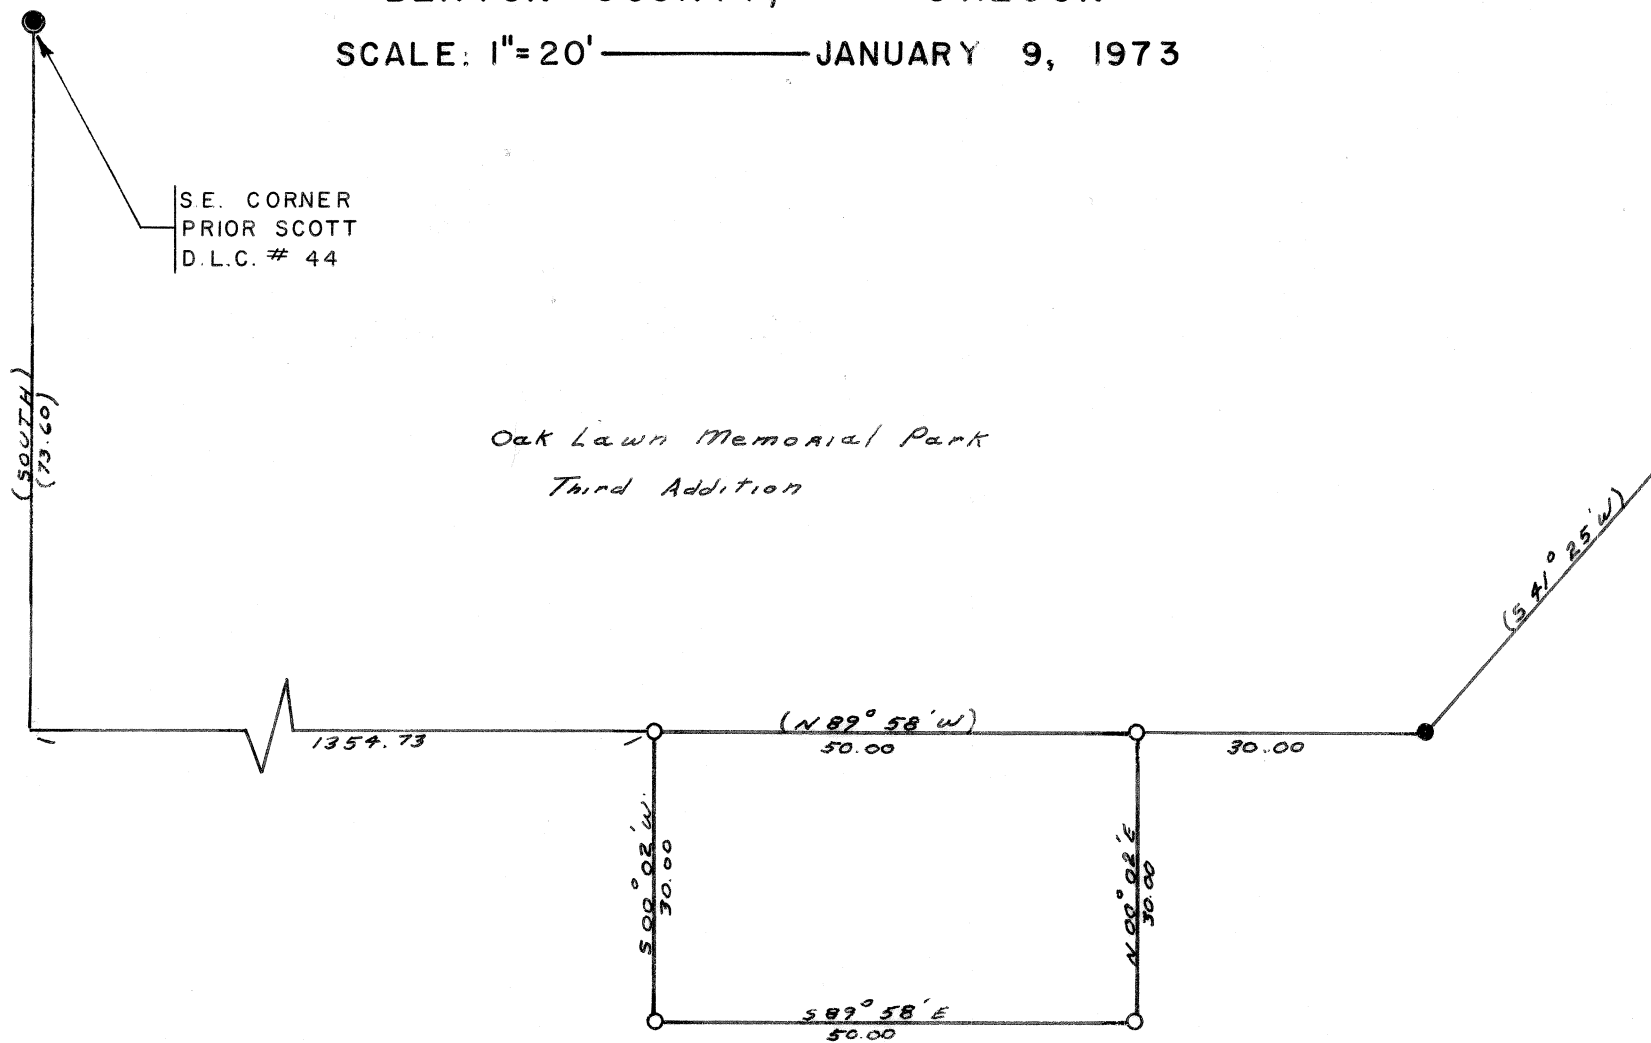 SCALE: 1"=20' JANUARY 9, 1973
S.E. CORNER
PRIOR SCOTT
D.L.C. # 44
(SOUTH)
(73.60)
Oak Lawn Memorial Park
Third Addition
(S 41° 25' W)
1354.73
(N 89° 58' W)
50.00
30.00
S 00° 02' W
30.00
N 00° 02' E
30.00
S 89° 58' E
50.00